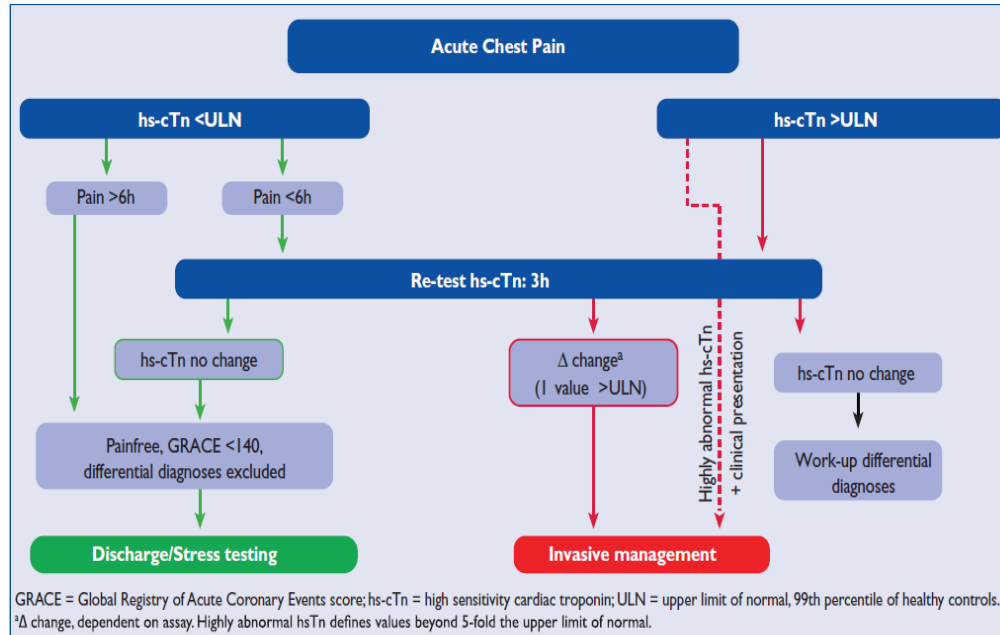 Acute Chest Pain
hs-cTn <ULN
hs-cTn >ULN
Pain >6h
Pain <6h
Re-test hs-cTn: 3h
hs-cTn no change
Δ changeᵃ
(1 value >ULN)
Highly abnormal hs-cTn
+ clinical presentation
hs-cTn no change
Painfree, GRACE <140,
differential diagnoses excluded
Work-up differential
diagnoses
Discharge/Stress testing
Invasive management
GRACE = Global Registry of Acute Coronary Events score; hs-cTn = high sensitivity cardiac troponin; ULN = upper limit of normal, 99th percentile of healthy controls.
ᵃΔ change, dependent on assay. Highly abnormal hsTn defines values beyond 5-fold the upper limit of normal.